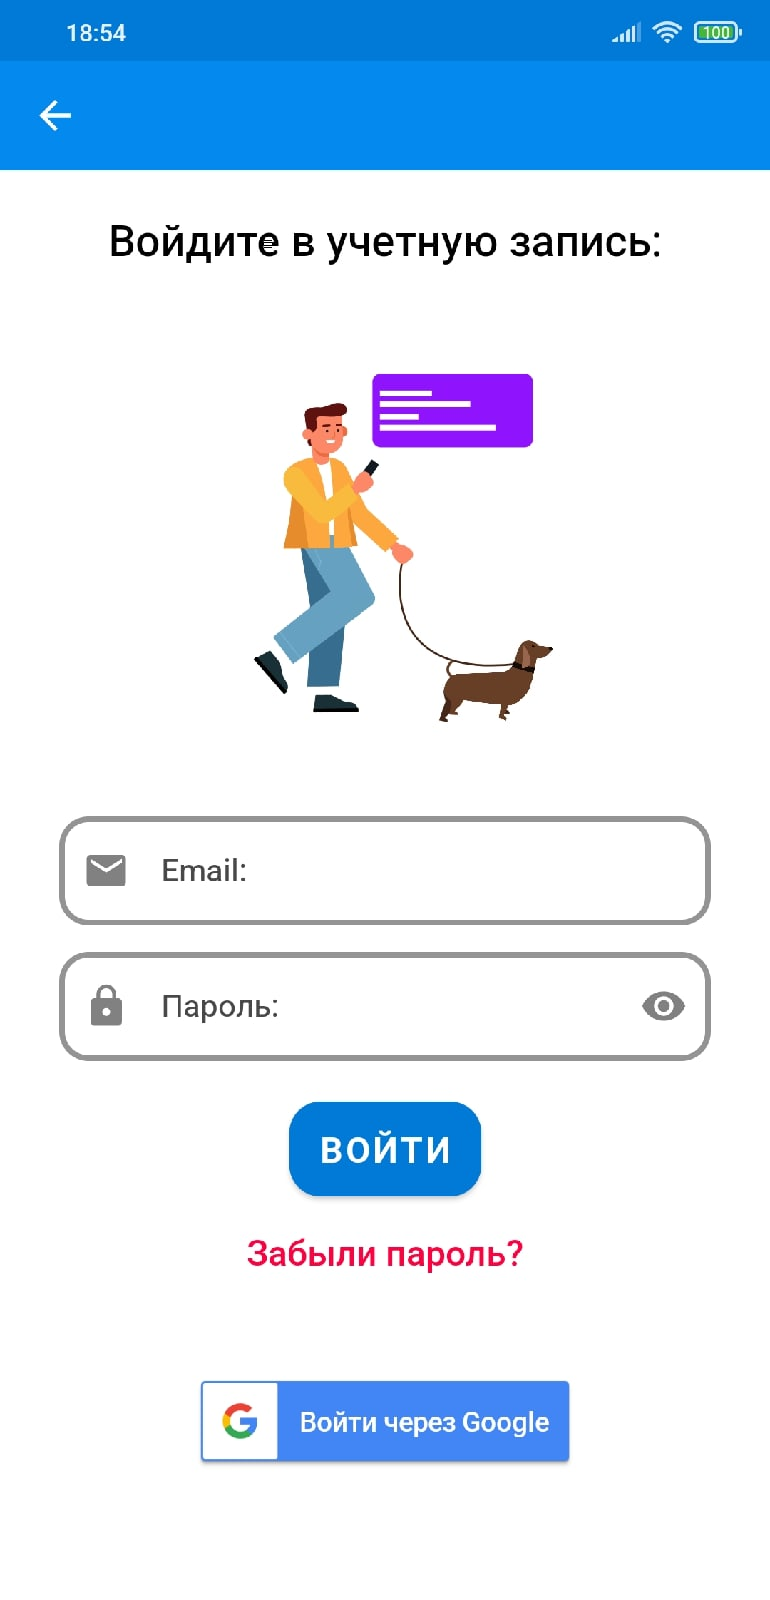 18:54
100
Войдите в учетную запись:
Email:
Пароль:
ВОЙТИ
Забыли пароль?
Войти через Google